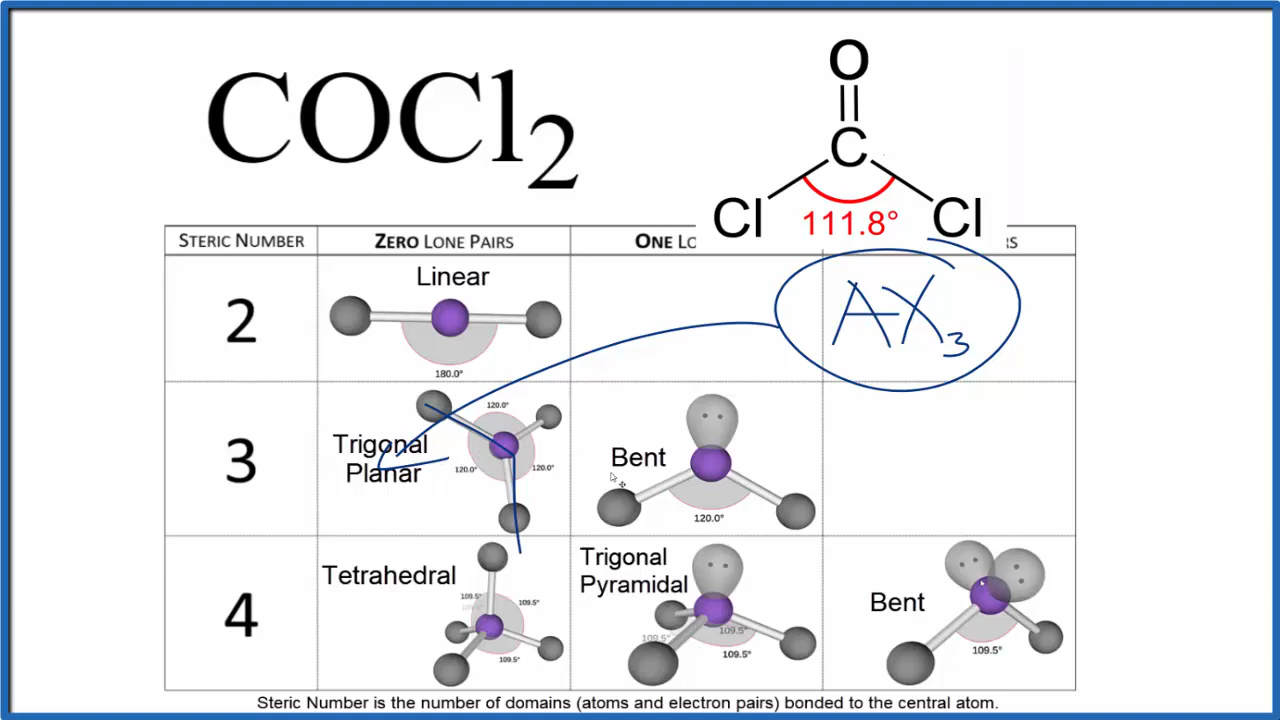 COCl2
O
C
Cl Cl
111.8°
STERIC NUMBER ZERO LONE PAIRS ONE LO RS
AX3
2
Linear
180.0°
3
Trigonal
Planar
120.0°
120.0°
120.0°
Bent
120.0°
4
Tetrahedral
109.5°
109.5°
109.5°
Trigonal
Pyramidal
109.5°
109.5°
109.5°
Bent
109.5°
Steric Number is the number of domains (atoms and electron pairs) bonded to the central atom.